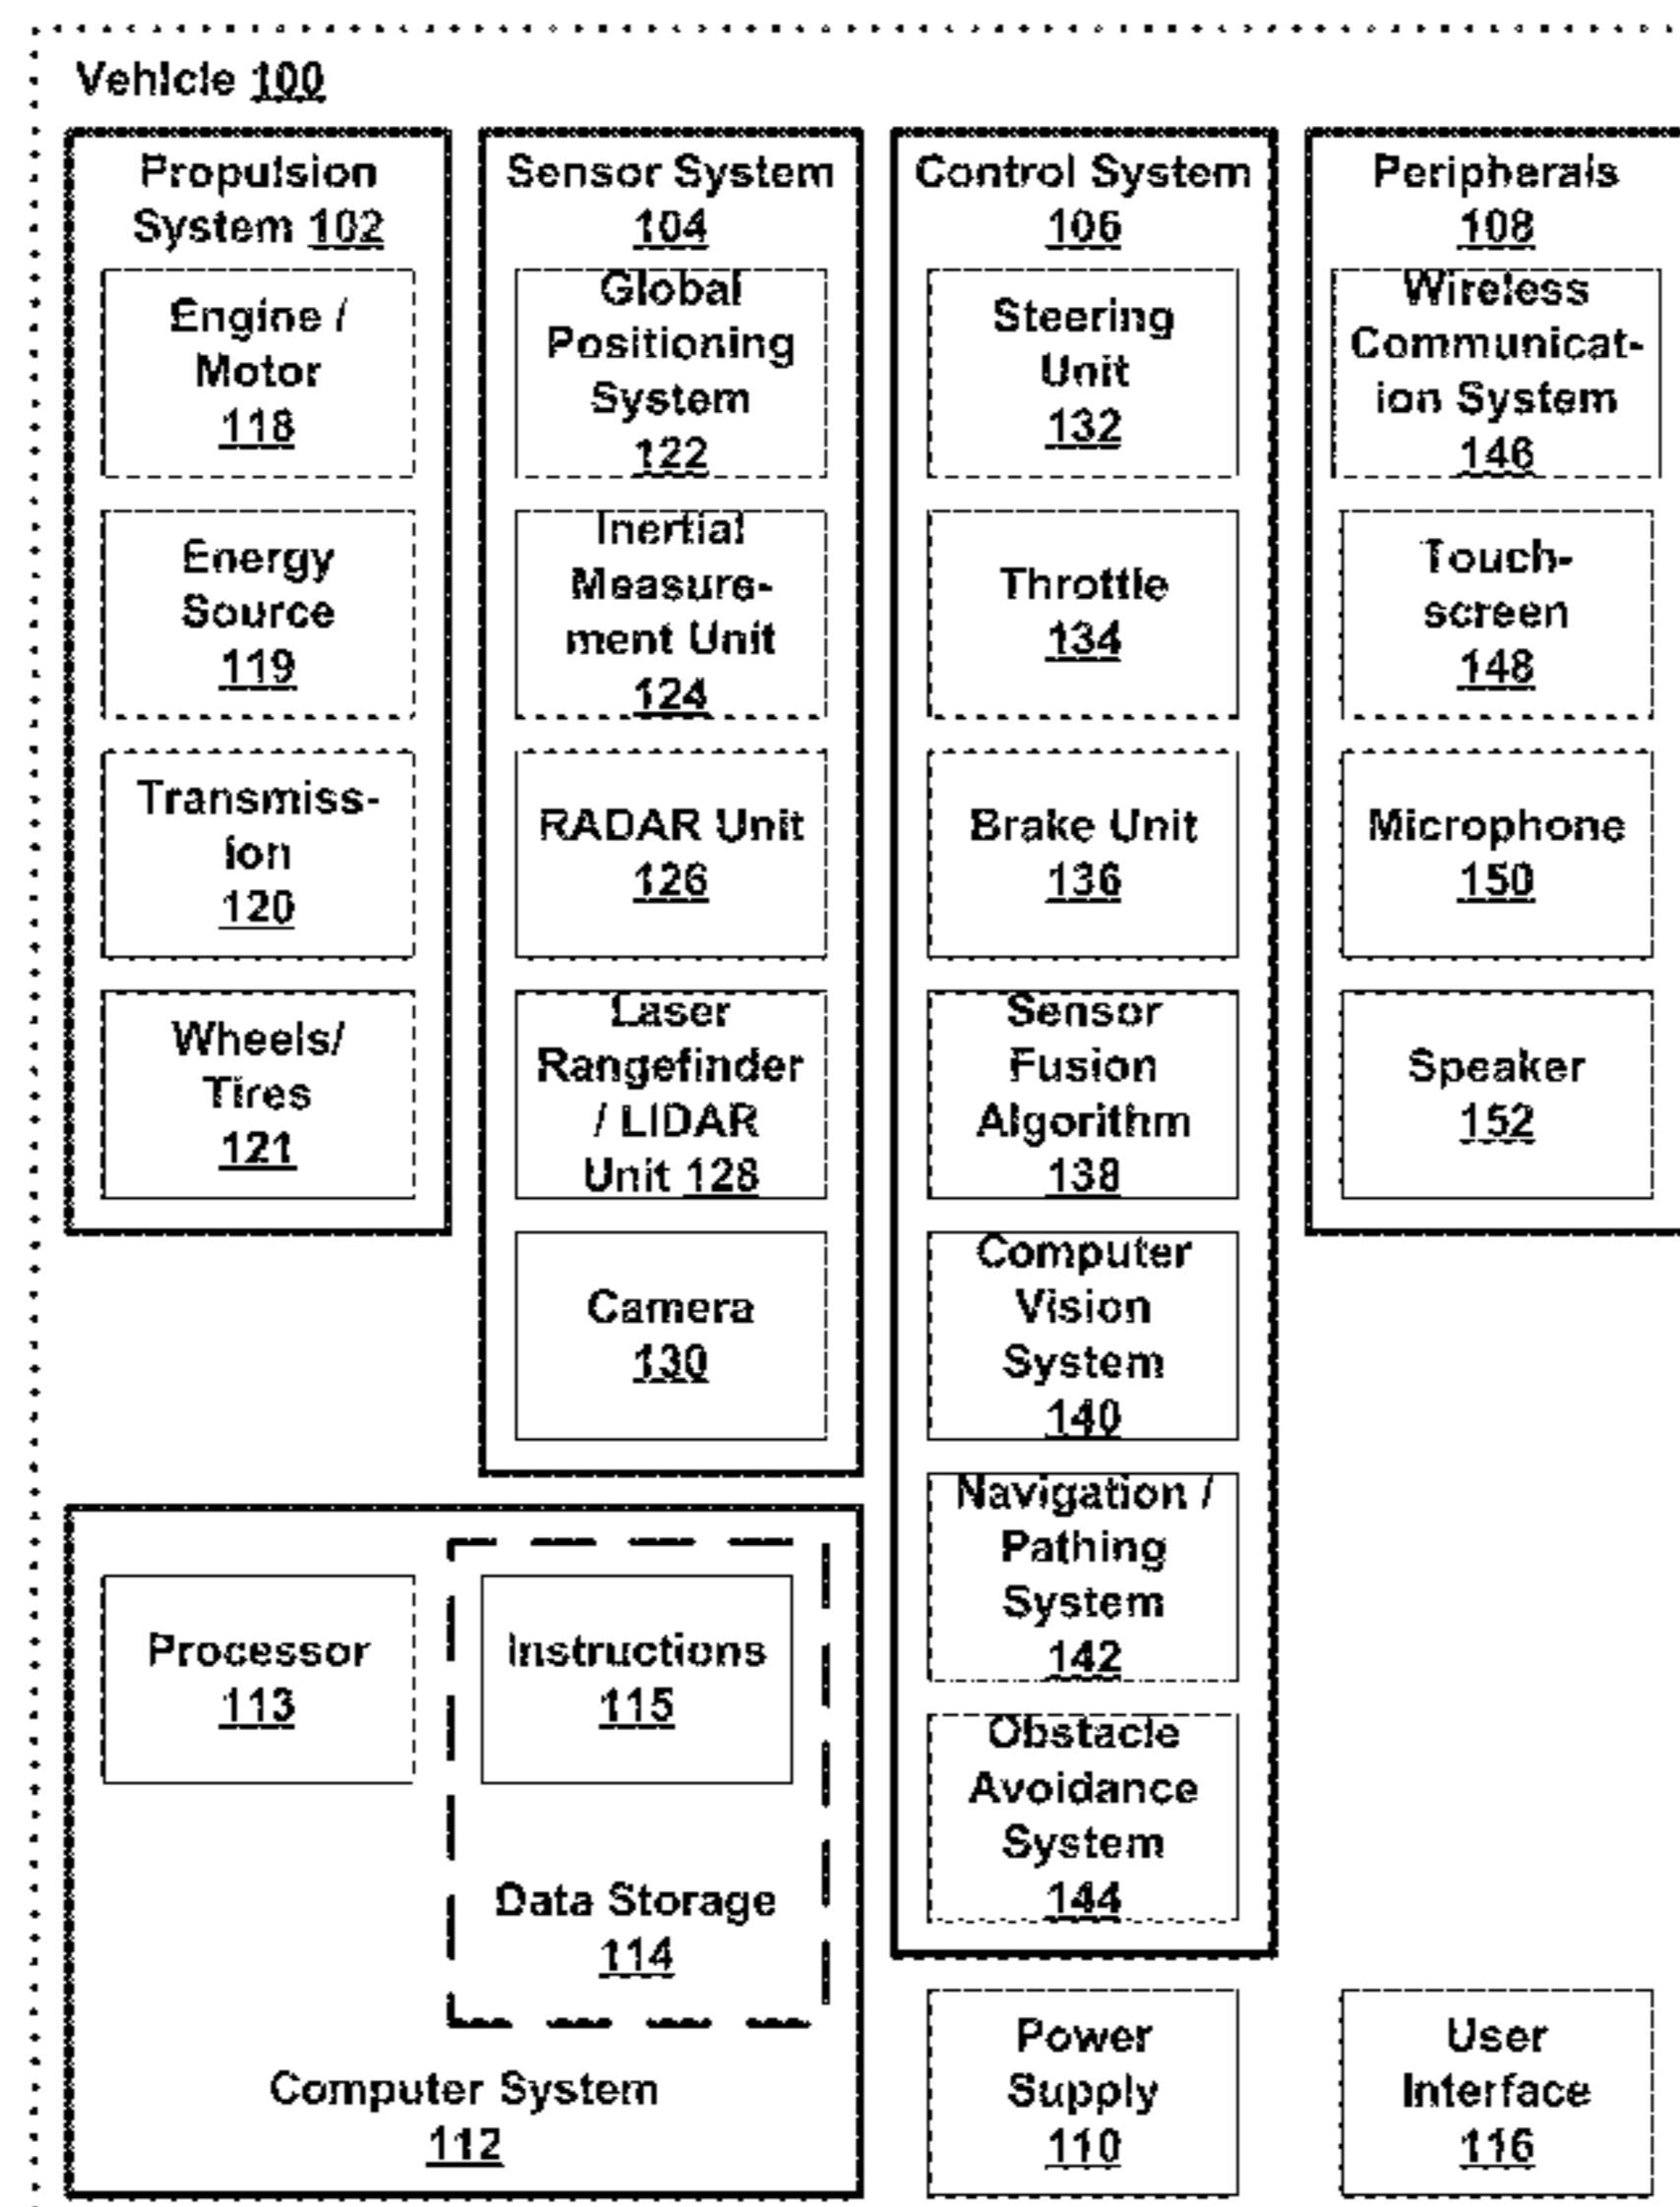 Vehicle 100
Propulsion
System 102
Engine /
Motor
118
Energy
Source
119
Transmiss-
ion
120
Wheels/
Tires
121
Sensor System
104
Global
Positioning
System
122
Inertial
Measure-
ment Unit
124
RADAR Unit
126
Laser
Rangefinder
/ LIDAR
Unit 128
Camera
130
Control System
106
Steering
Unit
132
Throttle
134
Brake Unit
136
Sensor
Fusion
Algorithm
138
Computer
Vision
System
140
Navigation /
Pathing
System
142
Obstacle
Avoidance
System
144
Peripherals
108
Wireless
Communicat-
ion System
146
Touch-
screen
148
Microphone
150
Speaker
152
Processor
113
Instructions
115
Data Storage
114
Computer System
112
Power
Supply
110
User
Interface
116